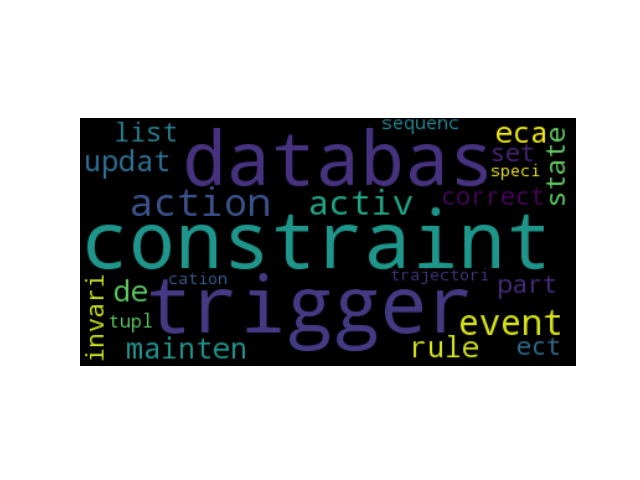 sequenc
list
eca
databas
updat
set
state
speci
action
activ
correct
constraint
cation
trajectori
invari
de
trigger
part
tupl
event
mainten
rule
ect